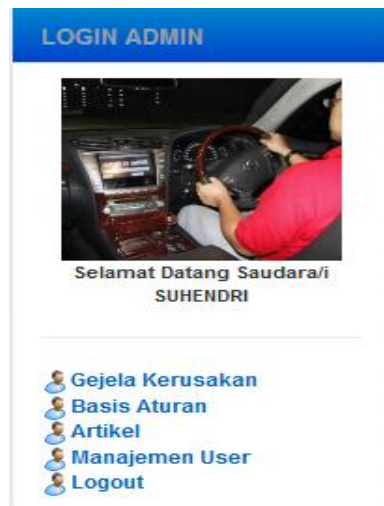 LOGIN ADMIN
Selamat Datang Saudara/i
SUHENDRI
Gejela Kerusakan
Basis Aturan
Artikel
Manajemen User
Logout